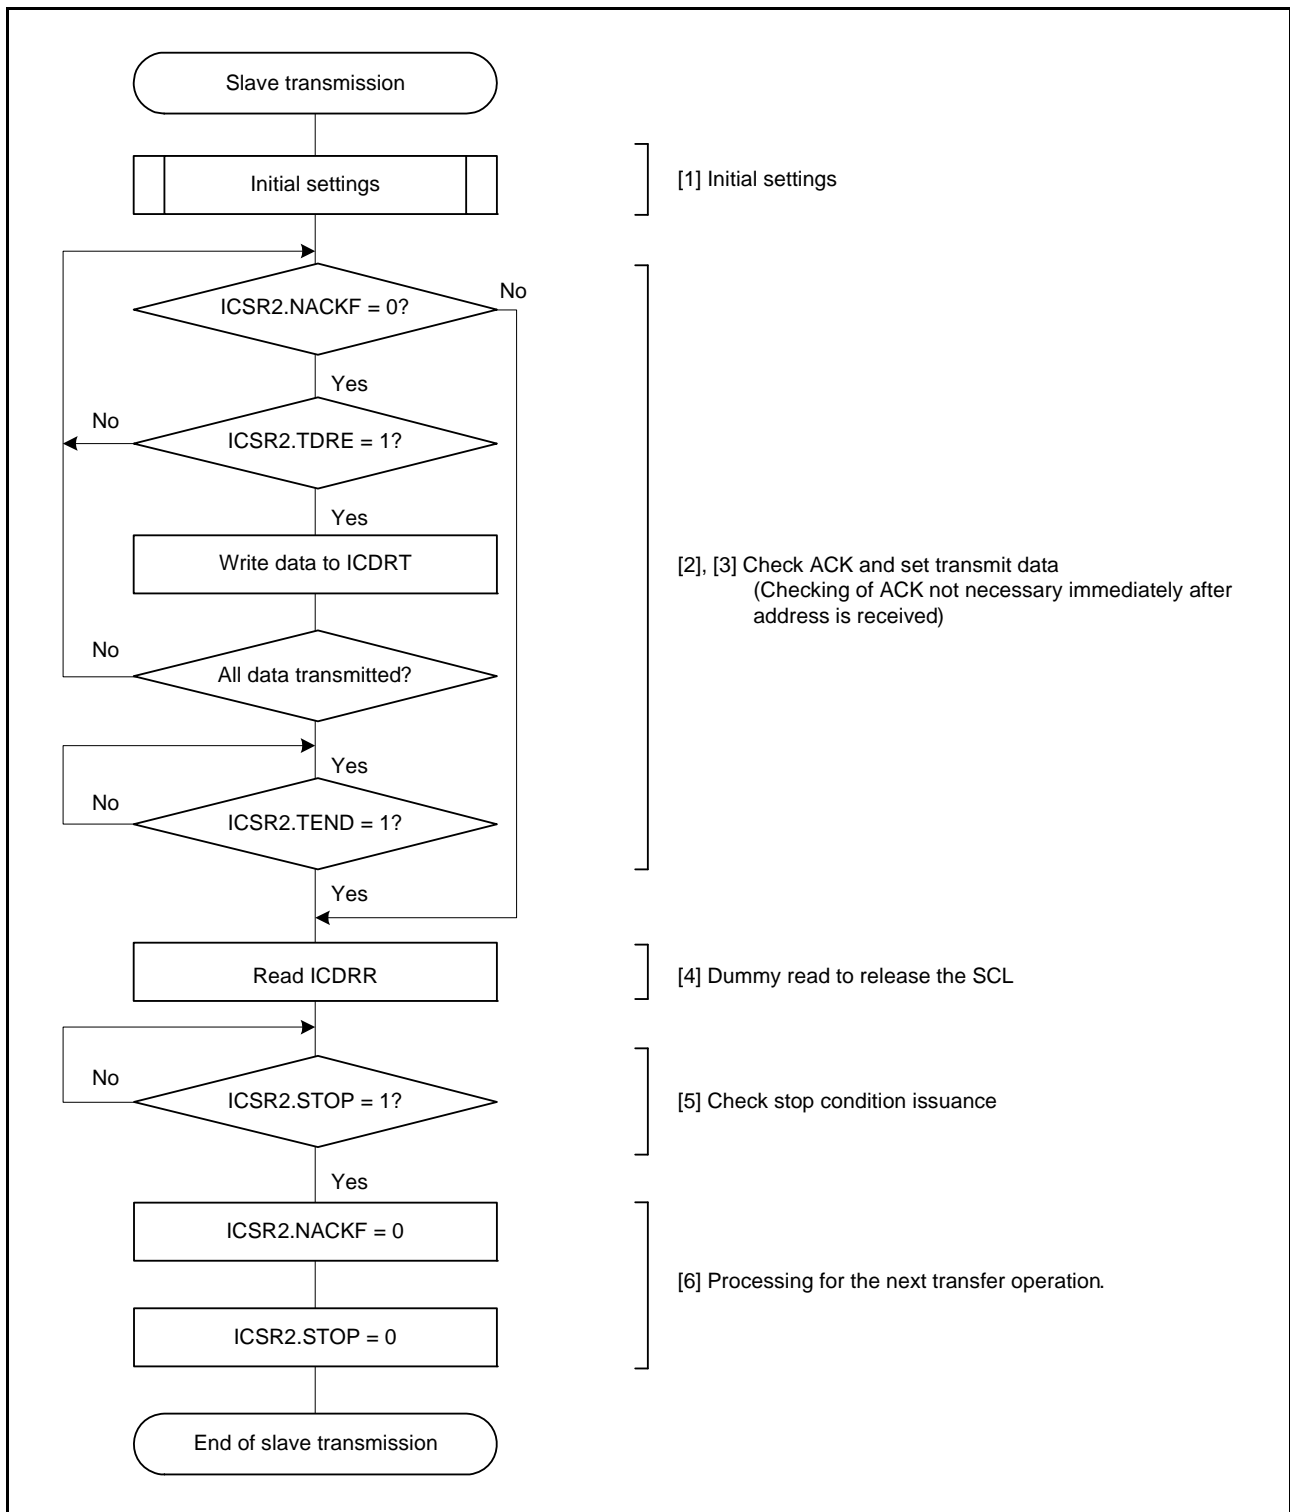 Slave transmission
Initial settings
[1] Initial settings
ICSR2.NACKF = 0?
No
Yes
No
ICSR2.TDRE = 1?
Yes
Write data to ICDRT
[2], [3] Check ACK and set transmit data
(Checking of ACK not necessary immediately after
address is received)
No
All data transmitted?
Yes
No
ICSR2.TEND = 1?
Yes
Read ICDRR
[4] Dummy read to release the SCL
No
ICSR2.STOP = 1?
[5] Check stop condition issuance
Yes
ICSR2.NACKF = 0
[6] Processing for the next transfer operation.
ICSR2.STOP = 0
End of slave transmission